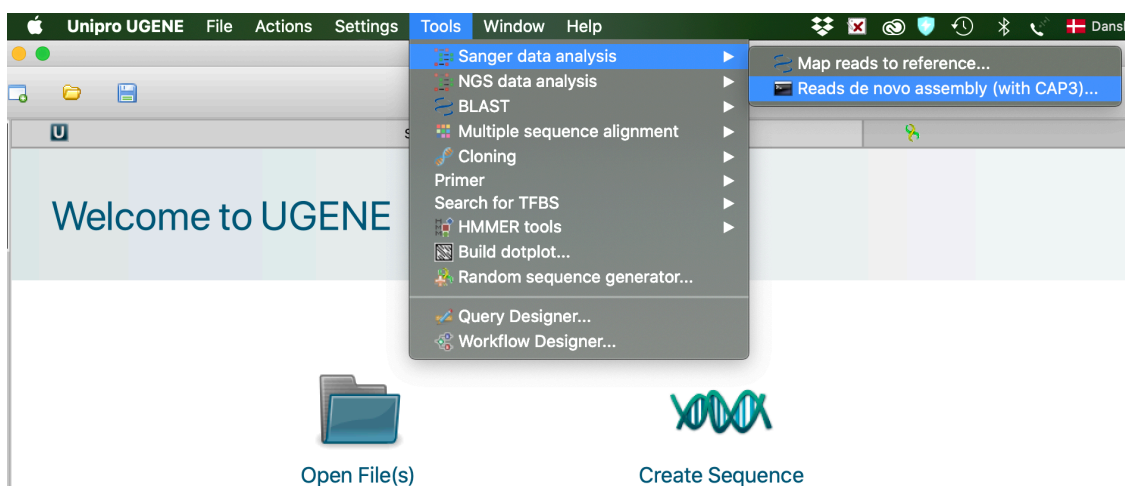 Unipro UGENE File Actions Settings Tools Window Help Dansk
Sanger data analysis
NGS data analysis
BLAST
Multiple sequence alignment
Cloning
Primer
Search for TFBS
HMMER tools
Build dotplot...
Random sequence generator...
Query Designer...
Workflow Designer...
Map reads to reference...
Reads de novo assembly (with CAP3)...
U
Welcome to UGENE
Open File(s)
Create Sequence